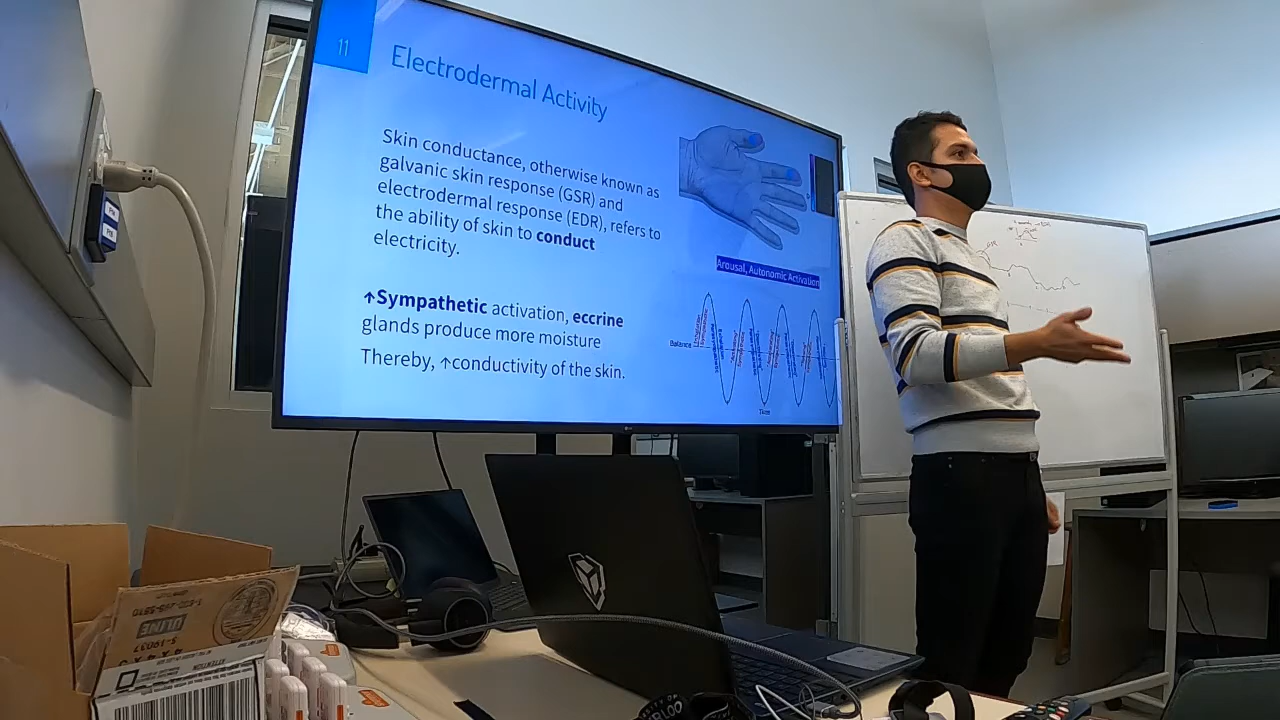 11
Electrodermal Activity
Skin conductance, otherwise known as
galvanic skin response (GSR) and
electrodermal response (EDR), refers to
the ability of skin to conduct
electricity.
↑Sympathetic activation, eccrine
glands produce more moisture
Thereby, ↑conductivity of the skin.
Arousal, Autonomic Activation
Balance
Time
ULINE
ATTENTION